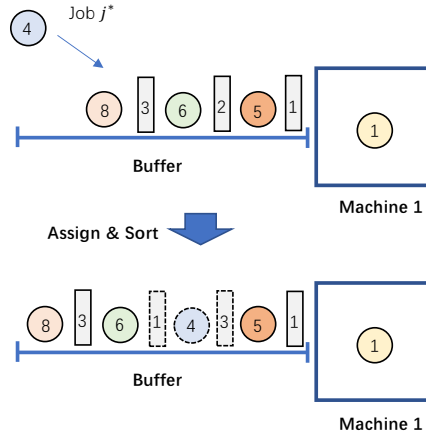 4 Job j*
8 3 6 2 5 1 1
Buffer
Machine 1
Assign & Sort
8 3 6 1 4 3 5 1 1
Buffer
Machine 1